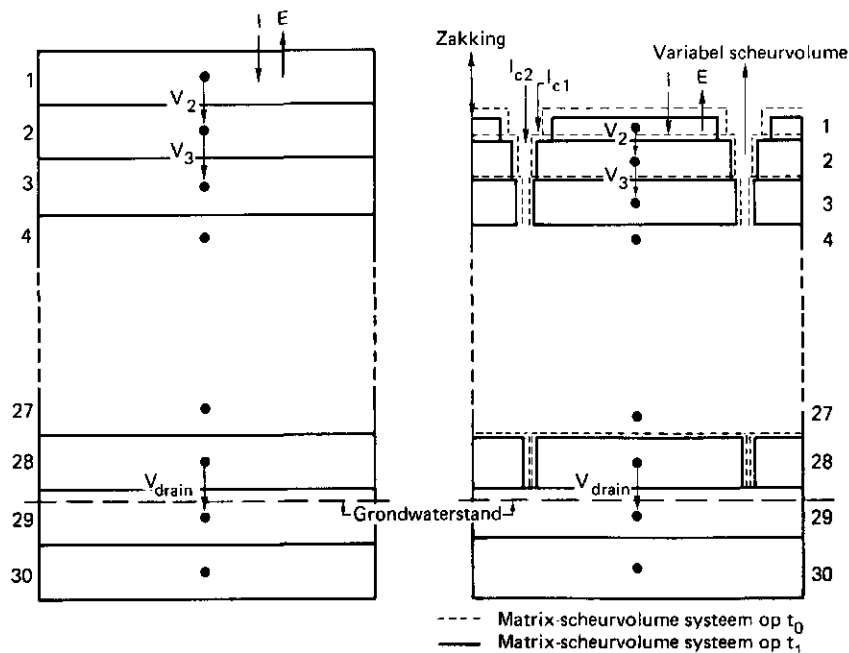 I E
1
V2
2
V3
3
4
27
28
Vdrain
29
30
Grondwaterstand
Zakking
Variabel scheurvolume
Ic2 Ic1
I E
1
V2
2
V3
3
4
27
28
Vdrain
29
30
Matrix-scheurvolume systeem op t0
Matrix-scheurvolume systeem op t1